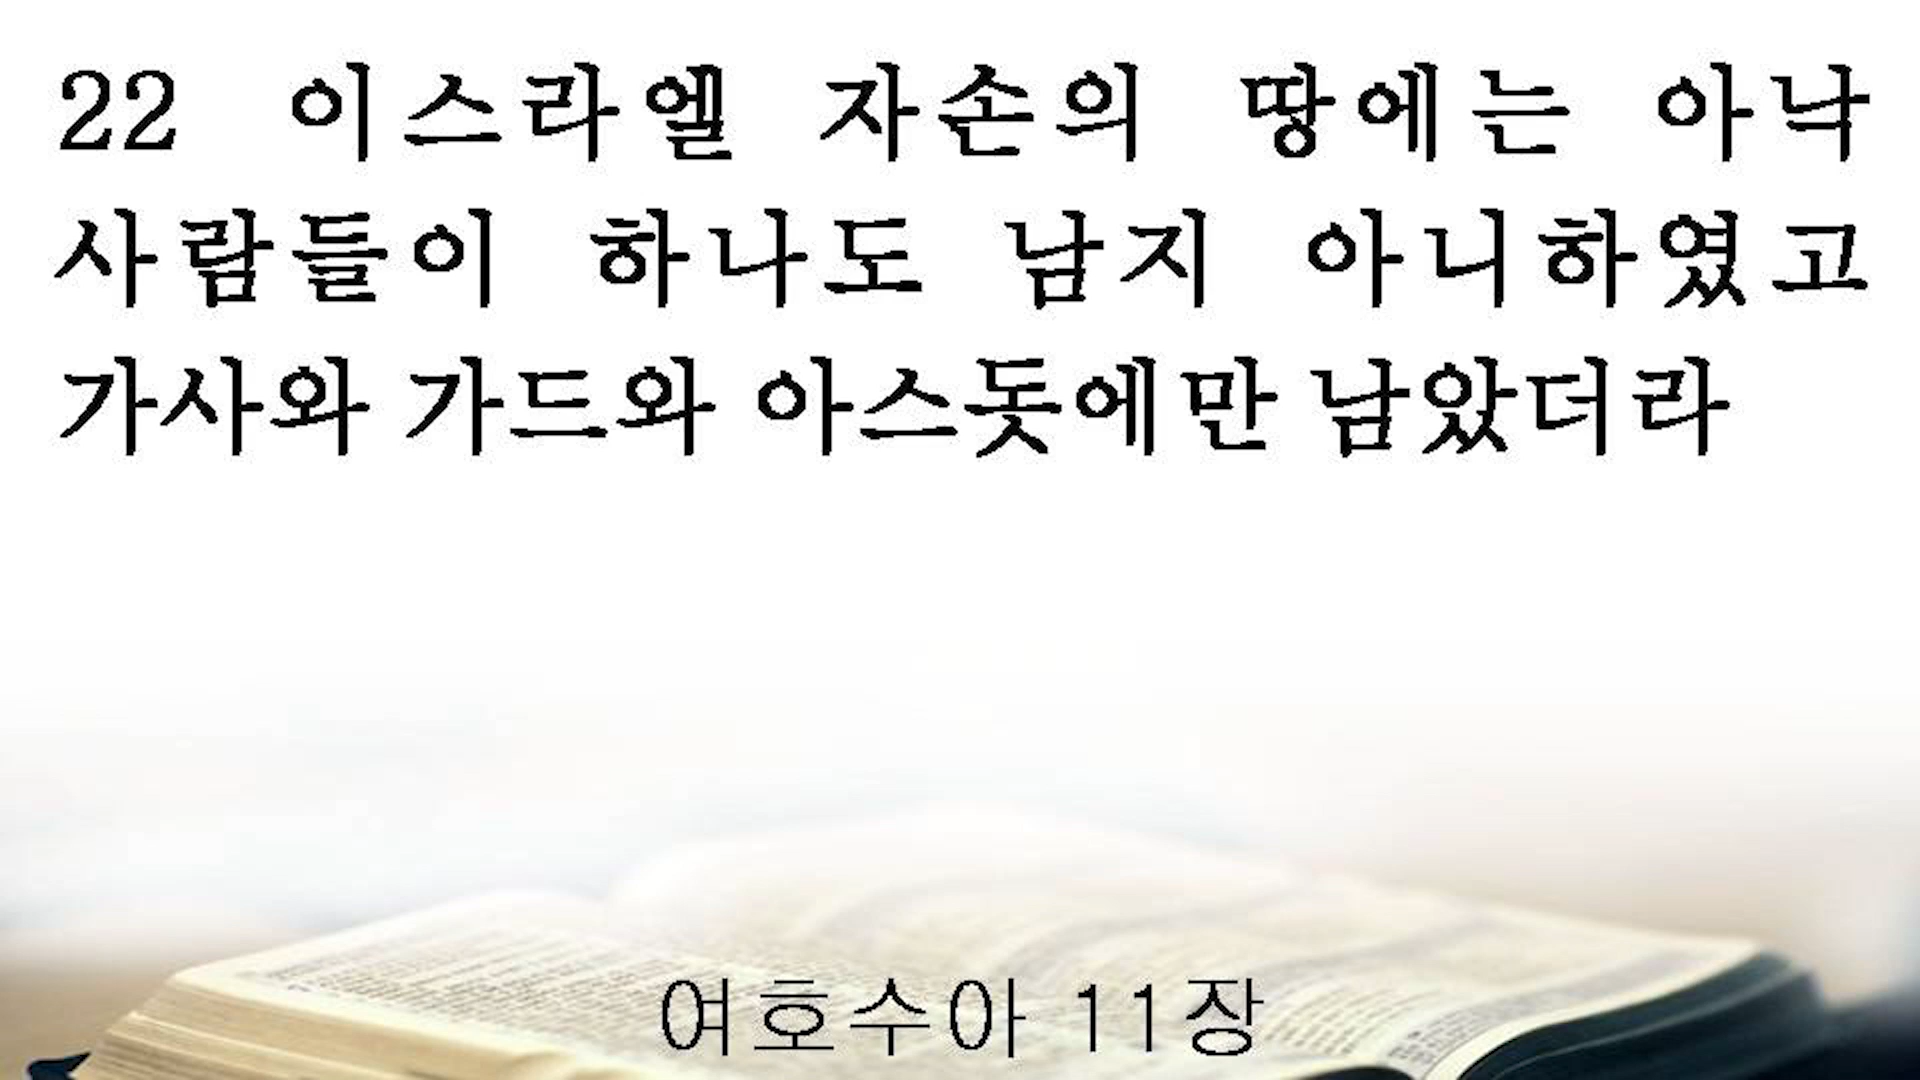 22 이스라엘 자손의 땅에는 아낙
사람들이 하나도 남지 아니하였고
가사와 가드와 아스돗에만 남았더라
여호수아 11장